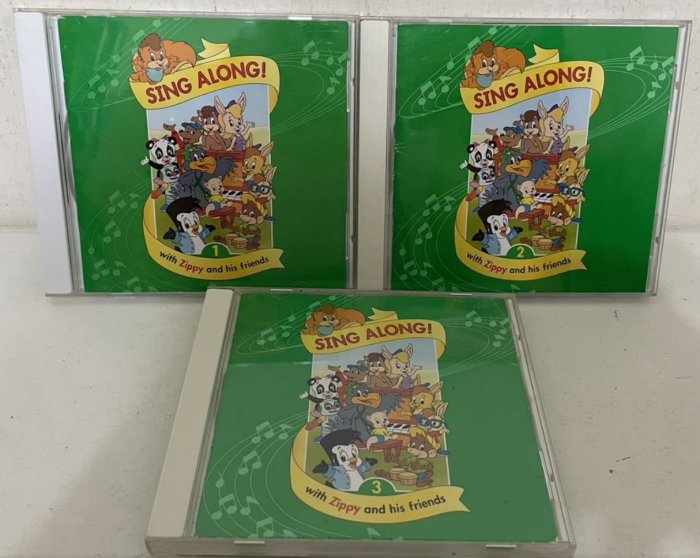 SING ALONG!
1
with Zippy and his friends
SING ALONG!
2
with Zippy and his friends
SING ALONG!
3
with Zippy and his friends